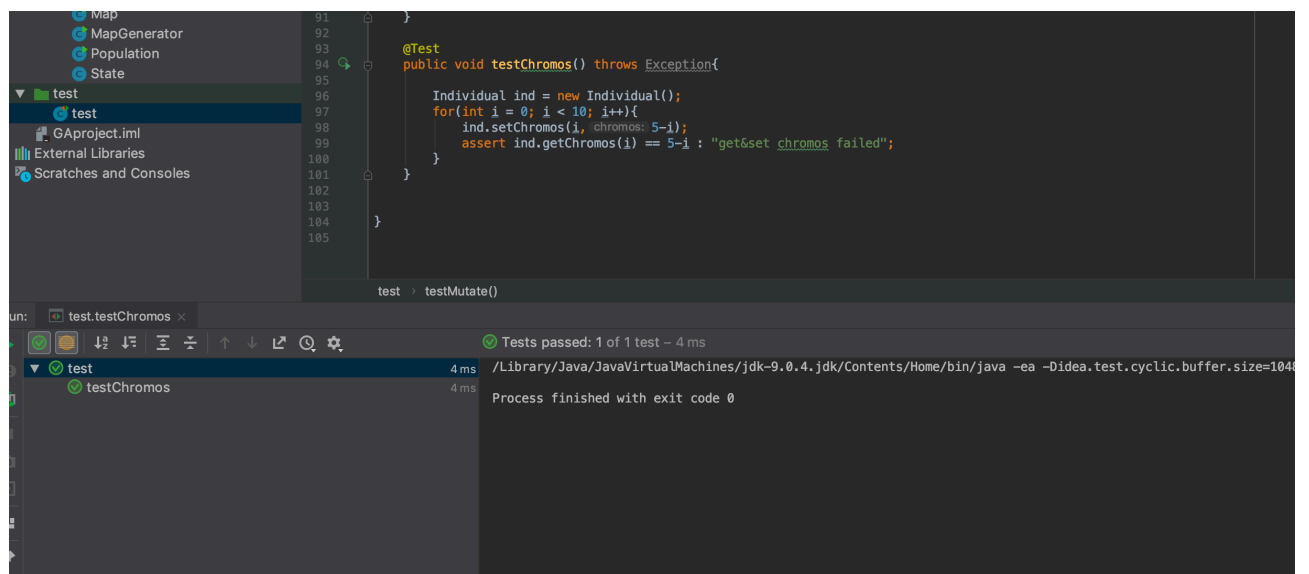 Map
MapGenerator
Population
State
test
test
GAproject.iml
External Libraries
Scratches and Consoles
91 }
92
93 @Test
94 public void testChromos() throws Exception{
95
96 Individual ind = new Individual();
97 for(int i = 0; i < 10; i++){
98 ind.setChromos(i, chromos: 5-i);
99 assert ind.getChromos(i) == 5-i : "get&set chromos failed";
100 }
101 }
102
103
104 }
105
test › testMutate()
un: test.testChromos ×
Tests passed: 1 of 1 test – 4 ms
test 4 ms
testChromos 4 ms
/Library/Java/JavaVirtualMachines/jdk-9.0.4.jdk/Contents/Home/bin/java -ea -Didea.test.cyclic.buffer.size=1048
Process finished with exit code 0